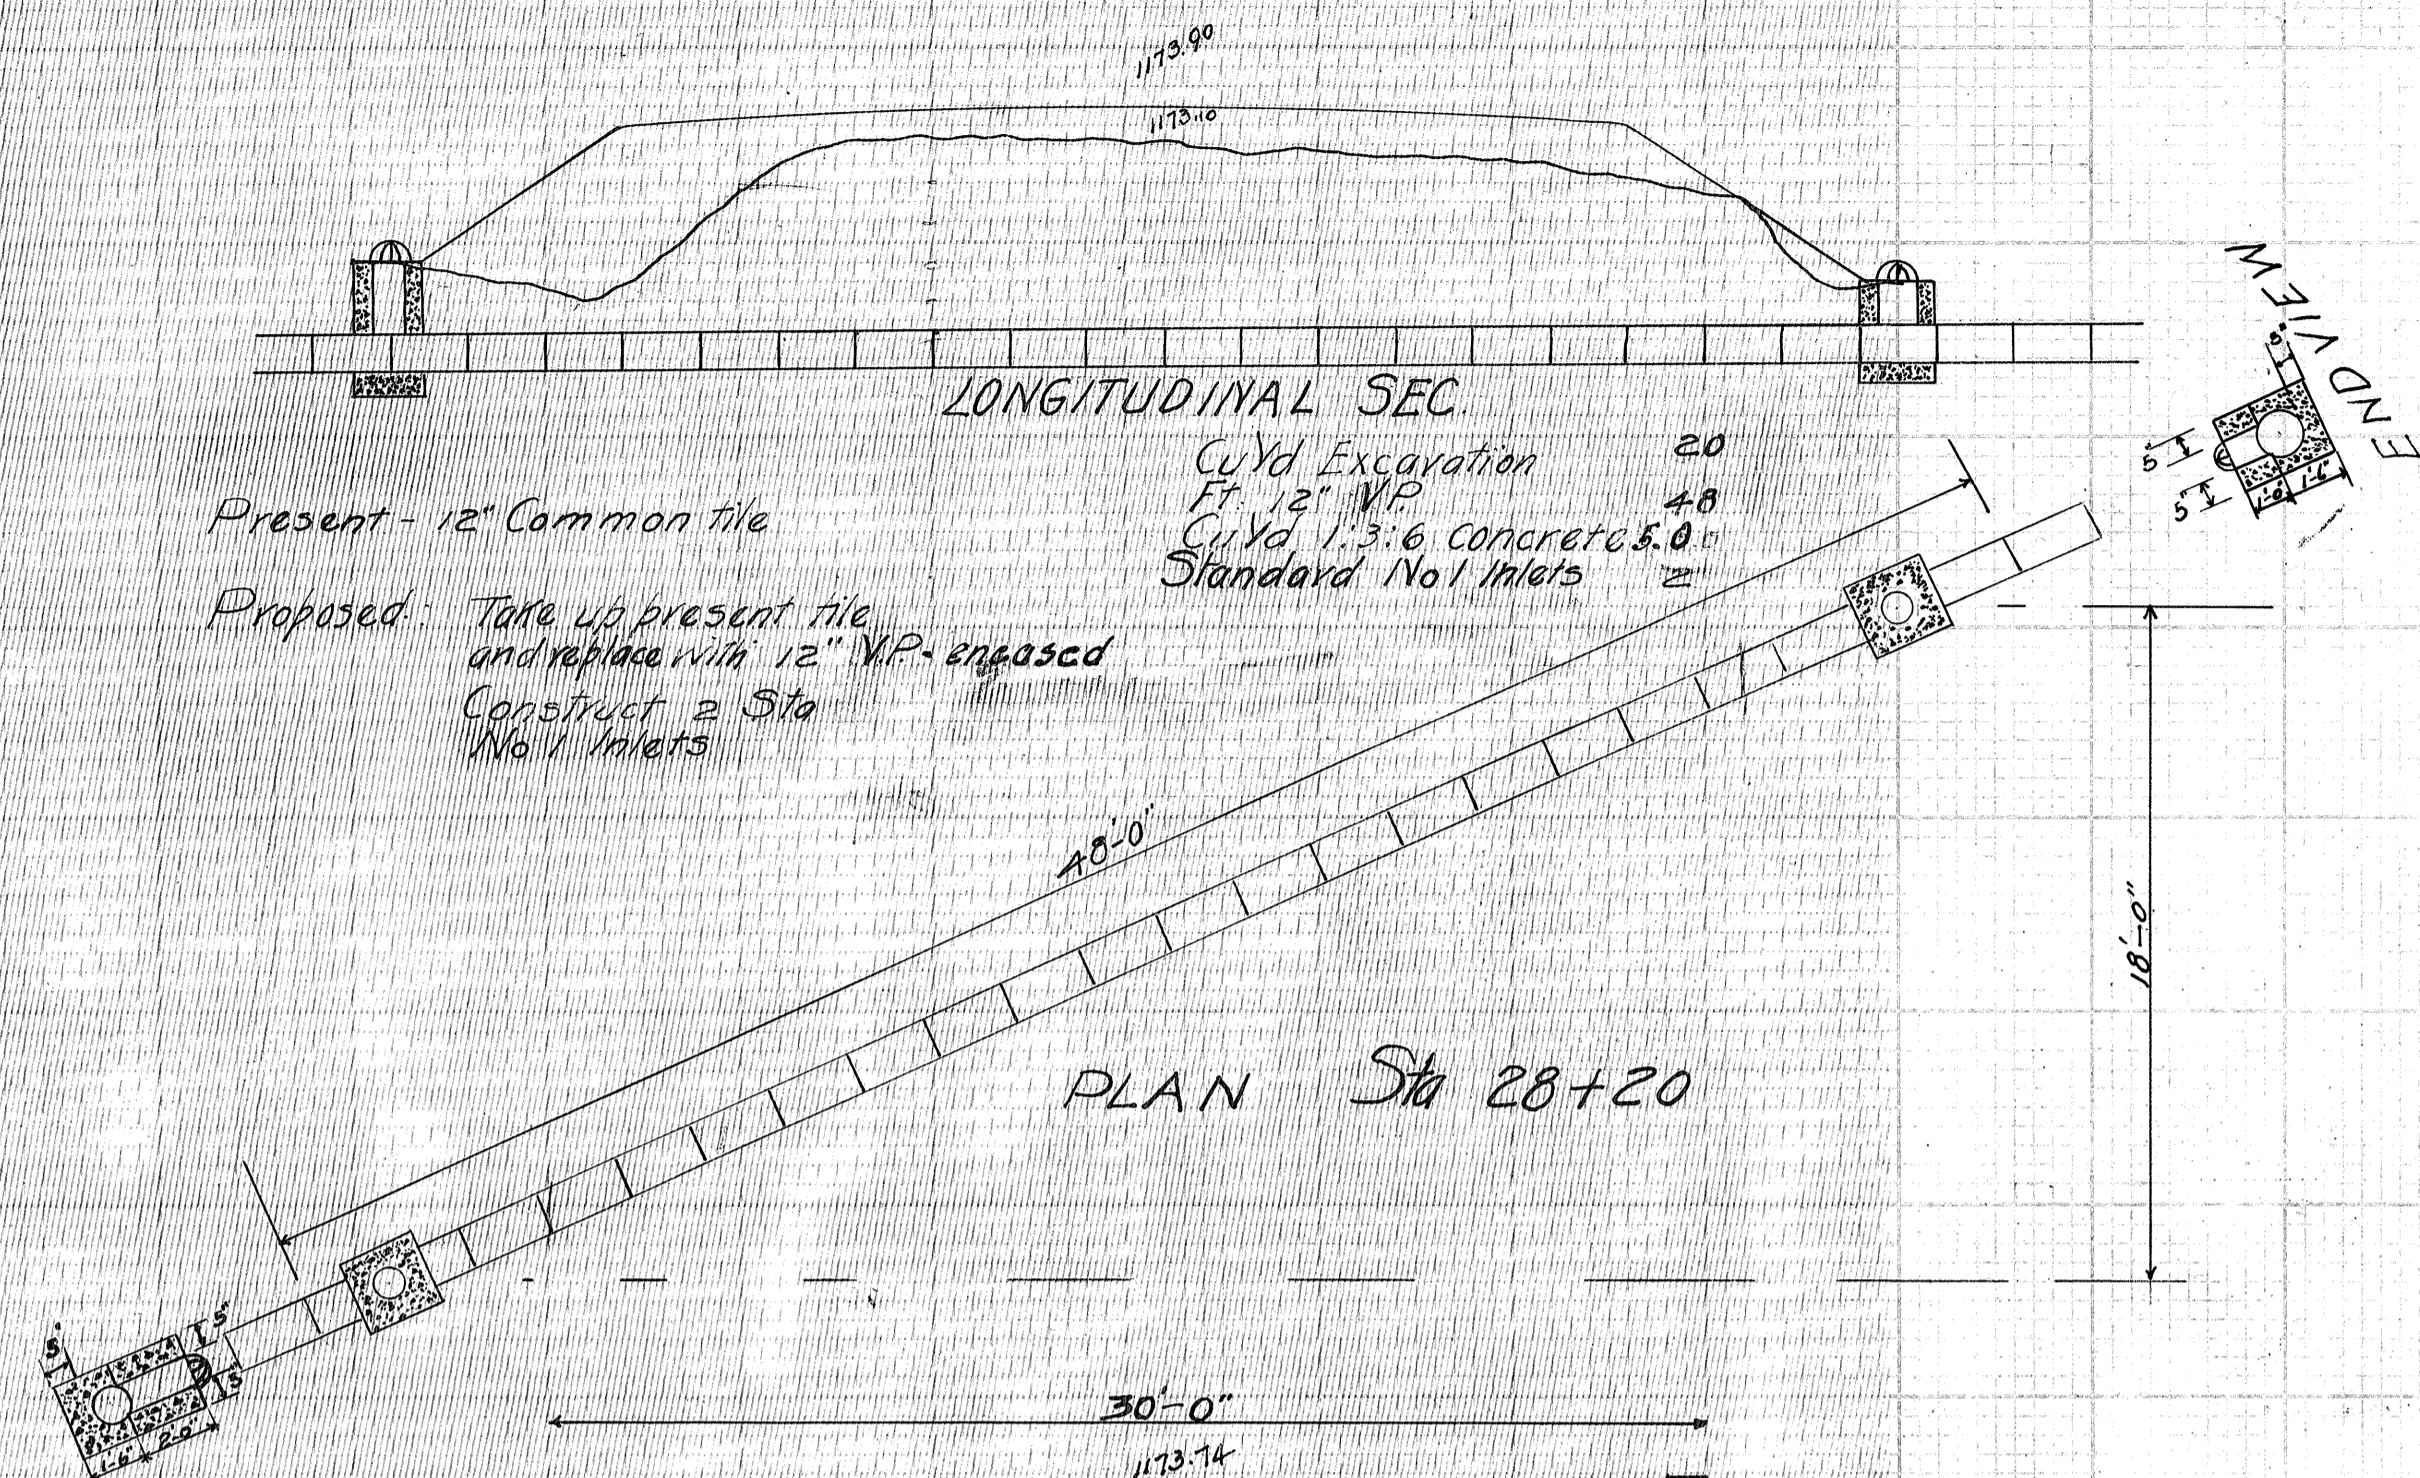 1173.90
1173.10
LONGITUDINAL SEC.
END VIEW
5"
5"
5"
1'-0" 1'-6"
CuYd Excavation 20
Ft. 12" V.P. 48
CuYd 1:3:6 Concrete 5.0
Standard No 1 Inlets 2
Present - 12" Common tile
Proposed: Take up present tile
and replace with 12" V.P. encased
Construct 2 Sta
No 1 Inlets
48'-0"
18'-0"
PLAN Sta 28+20
5"
5"
5"
1'-6" 2-0
30'-0"
1173.74